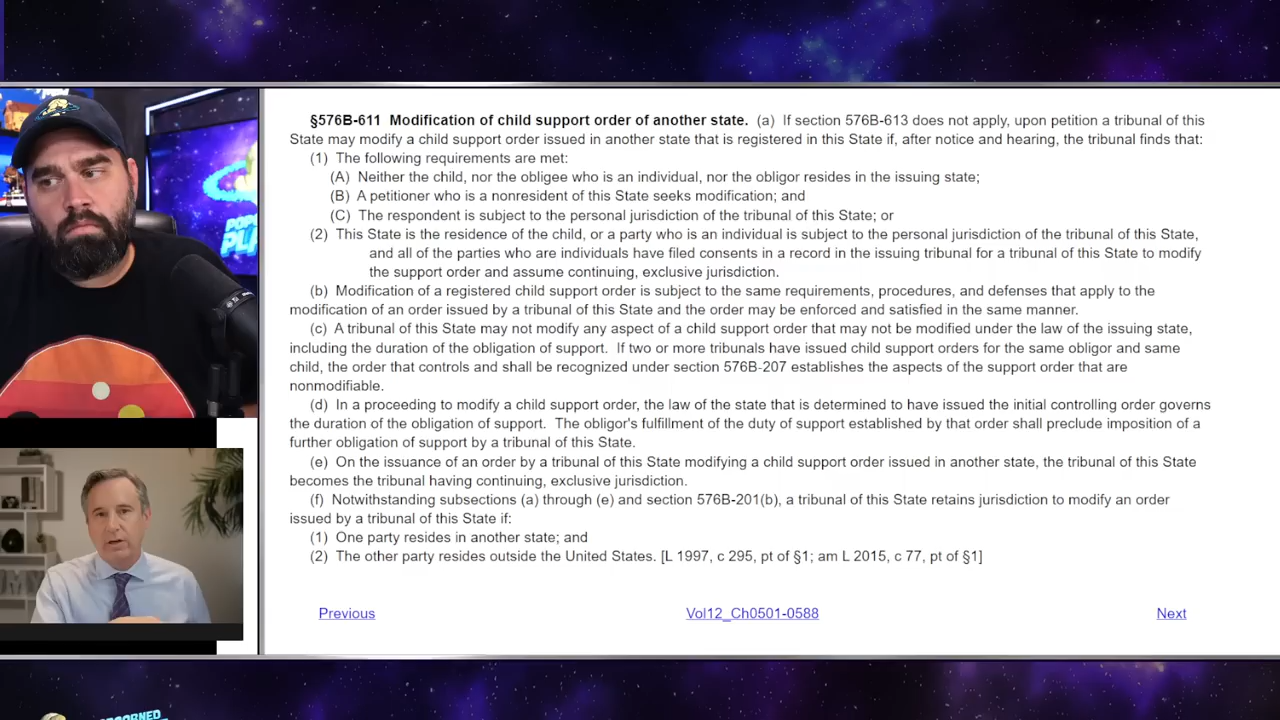 §576B-611 Modification of child support order of another state. (a) If section 576B-613 does not apply, upon petition a tribunal of this
State may modify a child support order issued in another state that is registered in this State if, after notice and hearing, the tribunal finds that:
(1) The following requirements are met:
(A) Neither the child, nor the obligee who is an individual, nor the obligor resides in the issuing state;
(B) A petitioner who is a nonresident of this State seeks modification; and
(C) The respondent is subject to the personal jurisdiction of the tribunal of this State; or
(2) This State is the residence of the child, or a party who is an individual is subject to the personal jurisdiction of the tribunal of this State,
and all of the parties who are individuals have filed consents in a record in the issuing tribunal for a tribunal of this State to modify
the support order and assume continuing, exclusive jurisdiction.
(b) Modification of a registered child support order is subject to the same requirements, procedures, and defenses that apply to the
modification of an order issued by a tribunal of this State and the order may be enforced and satisfied in the same manner.
(c) A tribunal of this State may not modify any aspect of a child support order that may not be modified under the law of the issuing state,
including the duration of the obligation of support. If two or more tribunals have issued child support orders for the same obligor and same
child, the order that controls and shall be recognized under section 576B-207 establishes the aspects of the support order that are
nonmodifiable.
(d) In a proceeding to modify a child support order, the law of the state that is determined to have issued the initial controlling order governs
the duration of the obligation of support. The obligor's fulfillment of the duty of support established by that order shall preclude imposition of a
further obligation of support by a tribunal of this State.
(e) On the issuance of an order by a tribunal of this State modifying a child support order issued in another state, the tribunal of this State
becomes the tribunal having continuing, exclusive jurisdiction.
(f) Notwithstanding subsections (a) through (e) and section 576B-201(b), a tribunal of this State retains jurisdiction to modify an order
issued by a tribunal of this State if:
(1) One party resides in another state; and
(2) The other party resides outside the United States. [L 1997, c 295, pt of §1; am L 2015, c 77, pt of §1]
Previous Vol12_Ch0501-0588 Next